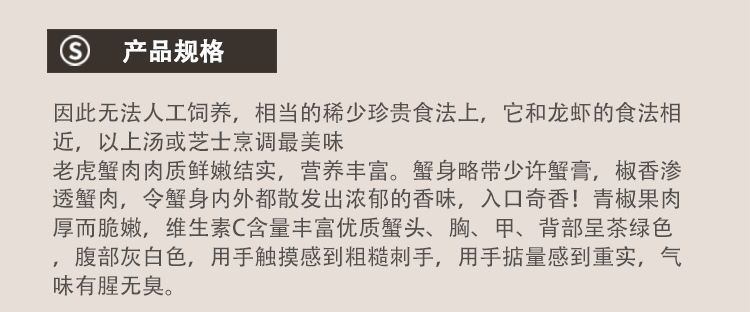 S 产品规格
因此无法人工饲养，相当的稀少珍贵食法上，它和龙虾的食法相
近，以上汤或芝士烹调最美味
老虎蟹肉肉质鲜嫩结实，营养丰富。蟹身略带少许蟹膏，椒香渗
透蟹肉，令蟹身内外都散发出浓郁的香味，入口奇香！青椒果肉
厚而脆嫩，维生素C含量丰富优质蟹头、胸、甲、背部呈茶绿色
，腹部灰白色，用手触摸感到粗糙刺手，用手掂量感到重实，气
味有腥无臭。